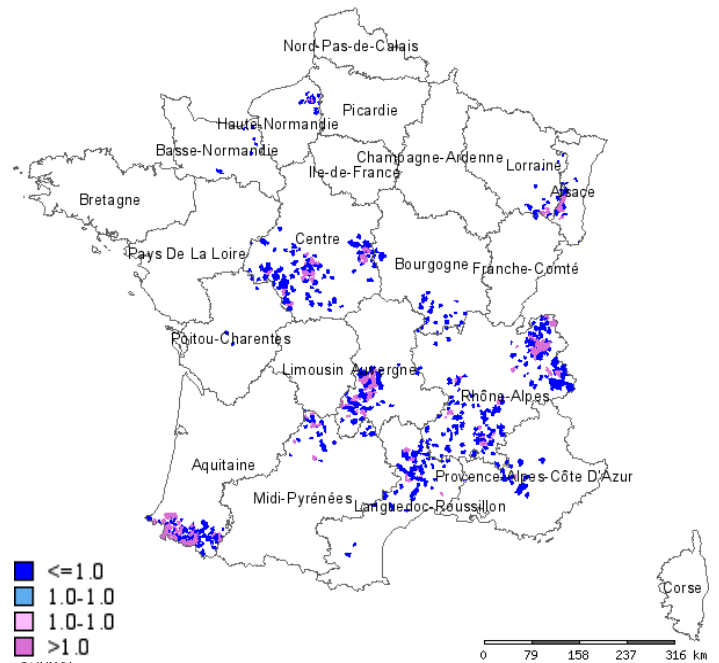 Nord-Pas-de-Calais
Haute-Normandie
Picardie
Basse-Normandie
Ile-de-France
Champagne-Ardenne
Lorraine
Alsace
Bretagne
Pays De La Loire
Centre
Bourgogne
Franche-Comté
Poitou-Charentes
Limousin
Auvergne
Rhône-Alpes
Aquitaine
Midi-Pyrénées
Languedoc-Roussillon
Provence-Alpes-Côte D'Azur
Corse
<=1.0
1.0-1.0
1.0-1.0
>1.0
0 79 158 237 316 km